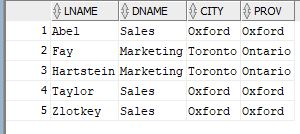 LNAME DNAME CITY PROV
1 Abel Sales Oxford Oxford
2 Fay Marketing Toronto Ontario
3 Hartstein Marketing Toronto Ontario
4 Taylor Sales Oxford Oxford
5 Zlotkey Sales Oxford Oxford